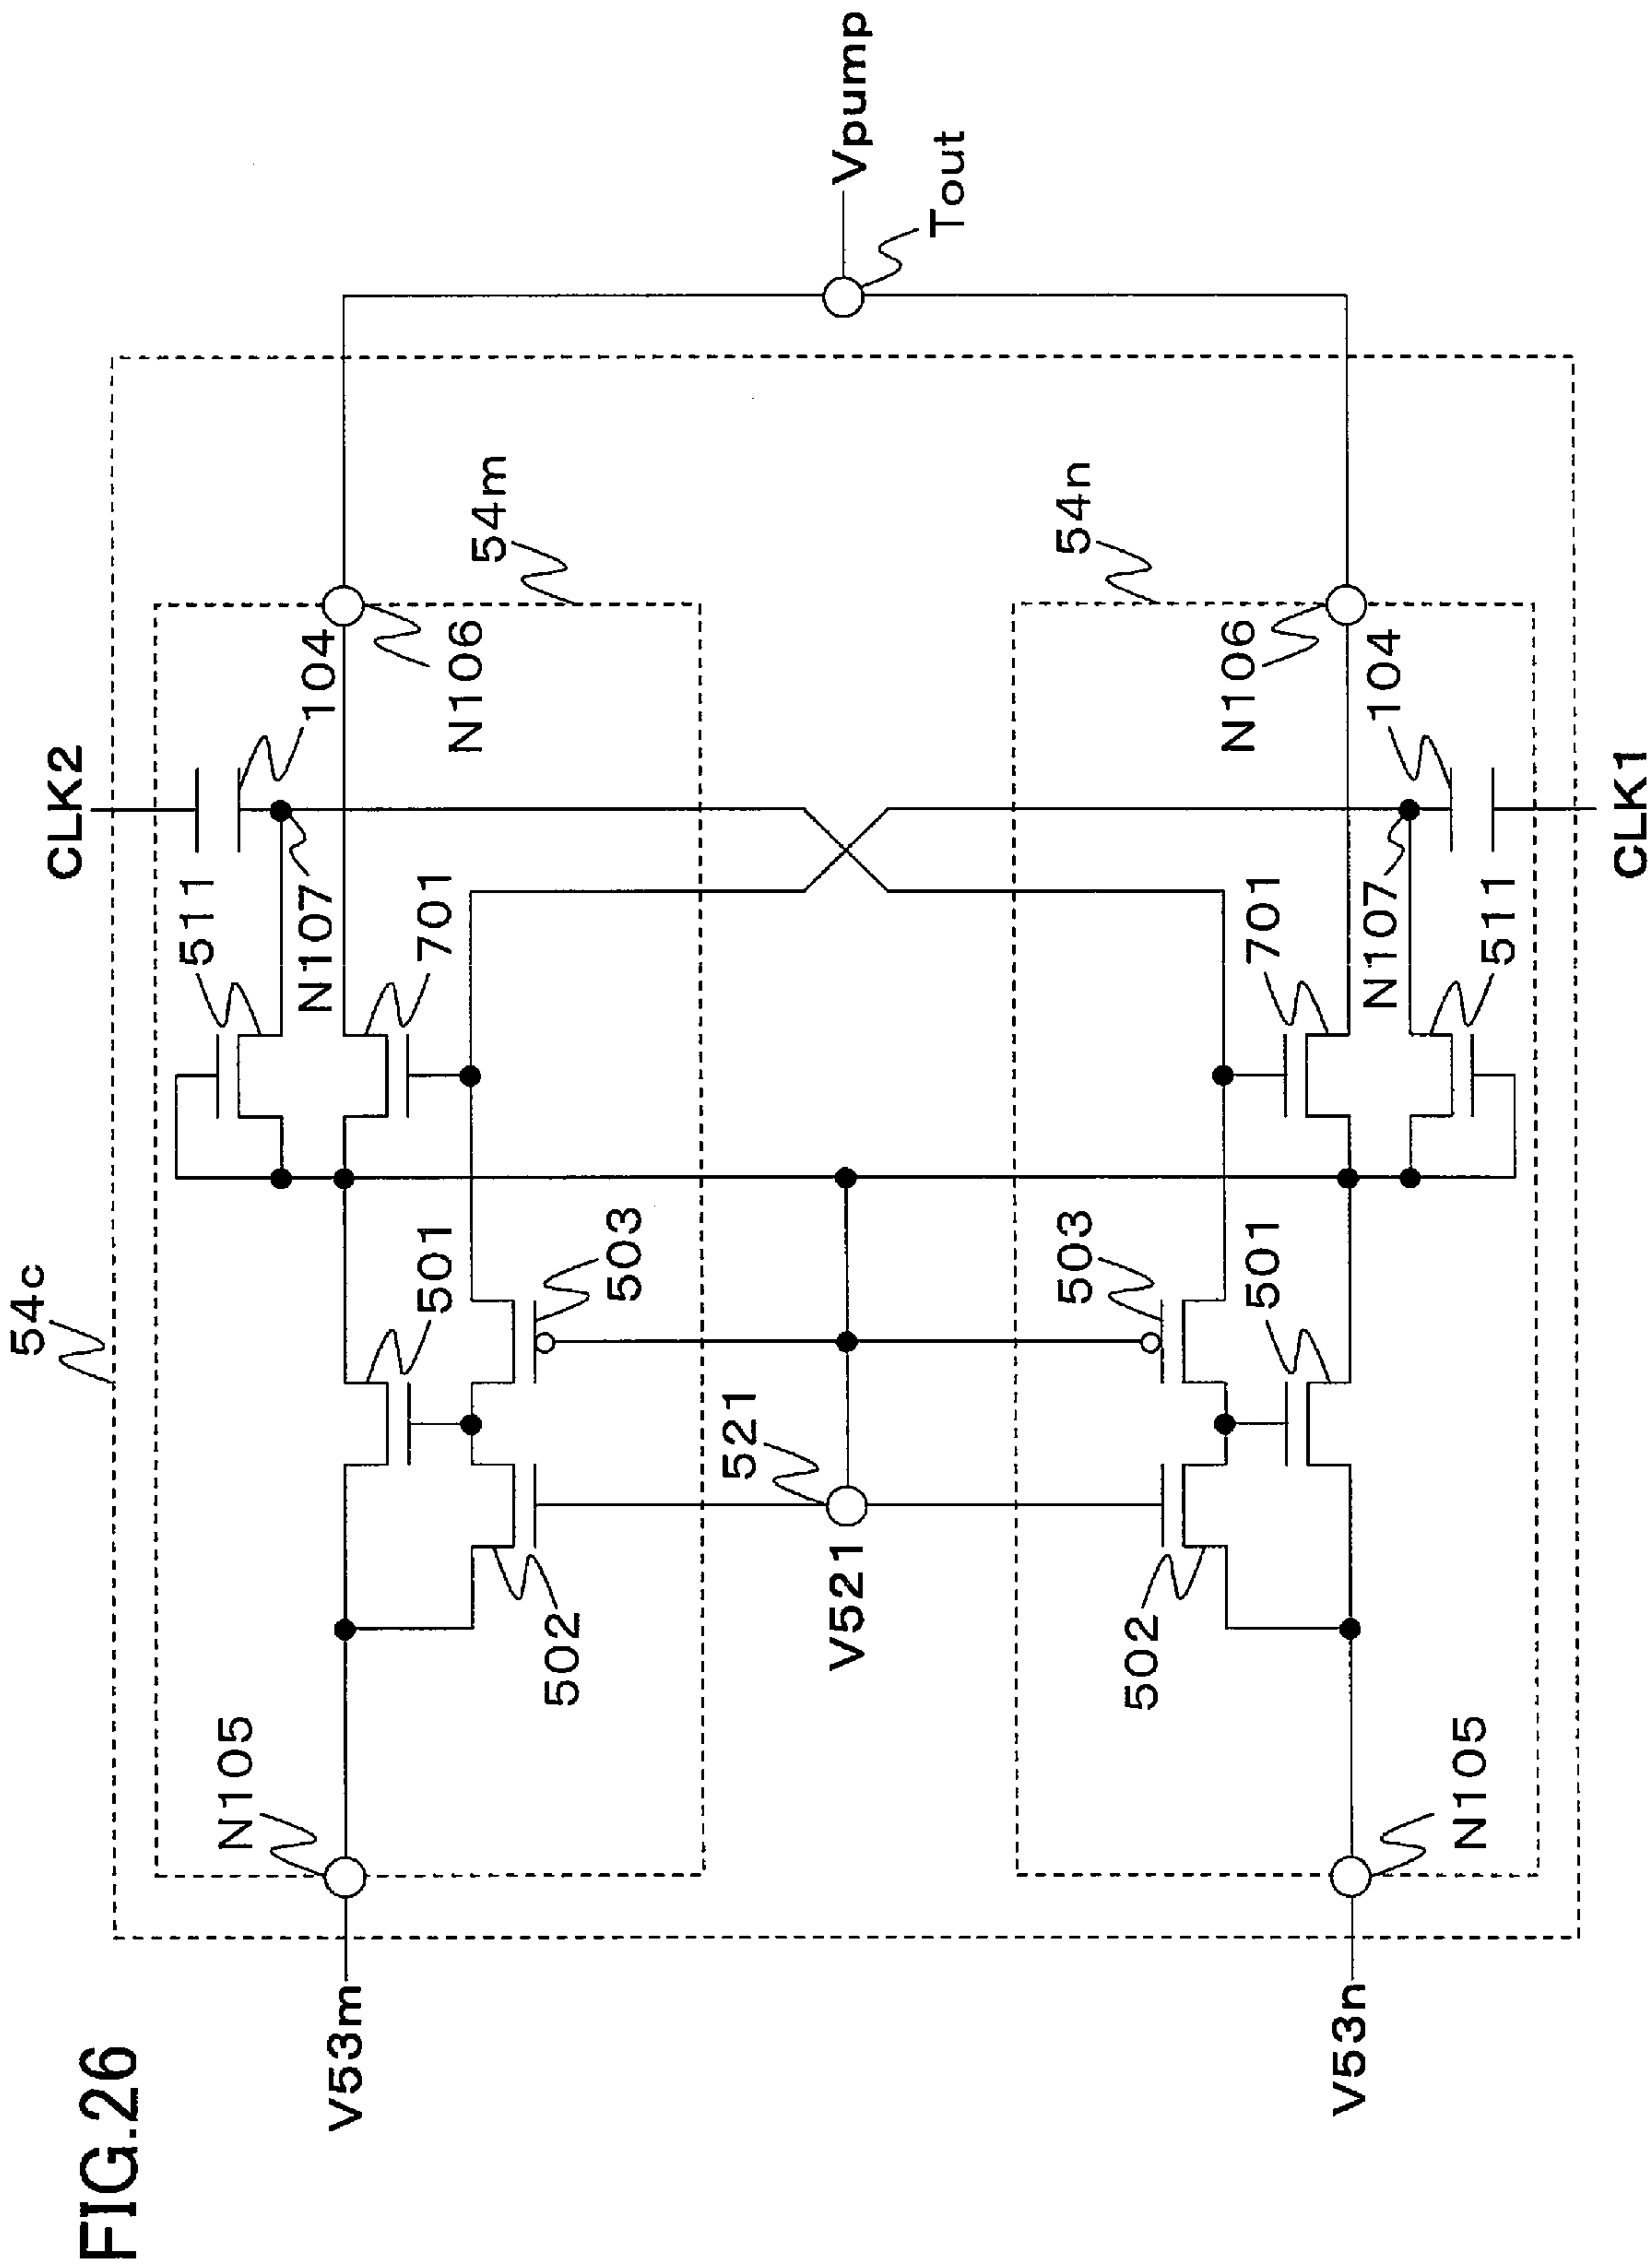 FIG.26
54c
CLK2
511
104
N107
701
N106
54m
N105
501
502
503
V53m
V521
521
Vpump
Tout
54n
503
502
501
701
N106
N107
104
511
N105
V53n
CLK1